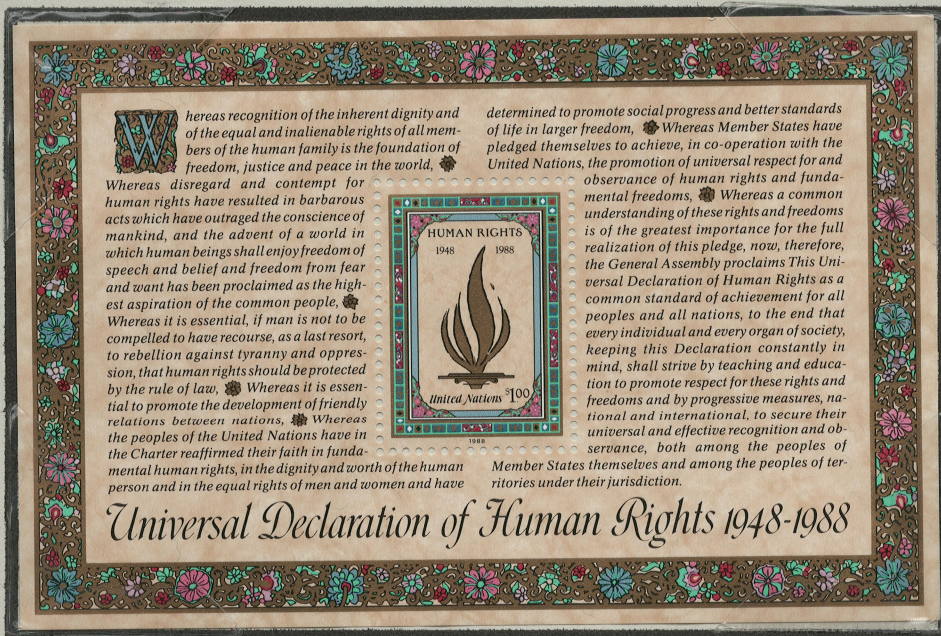 Whereas recognition of the inherent dignity and
of the equal and inalienable rights of all mem-
bers of the human family is the foundation of
freedom, justice and peace in the world,
Whereas disregard and contempt for
human rights have resulted in barbarous
acts which have outraged the conscience of
mankind, and the advent of a world in
which human beings shall enjoy freedom of
speech and belief and freedom from fear
and want has been proclaimed as the high-
est aspiration of the common people,
Whereas it is essential, if man is not to be
compelled to have recourse, as a last resort,
to rebellion against tyranny and oppres-
sion, that human rights should be protected
by the rule of law, Whereas it is essen-
tial to promote the development of friendly
relations between nations, Whereas
the peoples of the United Nations have in
the Charter reaffirmed their faith in funda-
mental human rights, in the dignity and worth of the human
person and in the equal rights of men and women and have
determined to promote social progress and better standards
of life in larger freedom, Whereas Member States have
pledged themselves to achieve, in co-operation with the
United Nations, the promotion of universal respect for and
observance of human rights and funda-
mental freedoms, Whereas a common
understanding of these rights and freedoms
is of the greatest importance for the full
realization of this pledge, now, therefore,
the General Assembly proclaims This Uni-
versal Declaration of Human Rights as a
common standard of achievement for all
peoples and all nations, to the end that
every individual and every organ of society,
keeping this Declaration constantly in
mind, shall strive by teaching and educa-
tion to promote respect for these rights and
freedoms and by progressive measures, na-
tional and international, to secure their
universal and effective recognition and ob-
servance, both among the peoples of
Member States themselves and among the peoples of ter-
ritories under their jurisdiction.
HUMAN RIGHTS
1948 1988
United Nations $1.00
1988
Universal Declaration of Human Rights 1948-1988